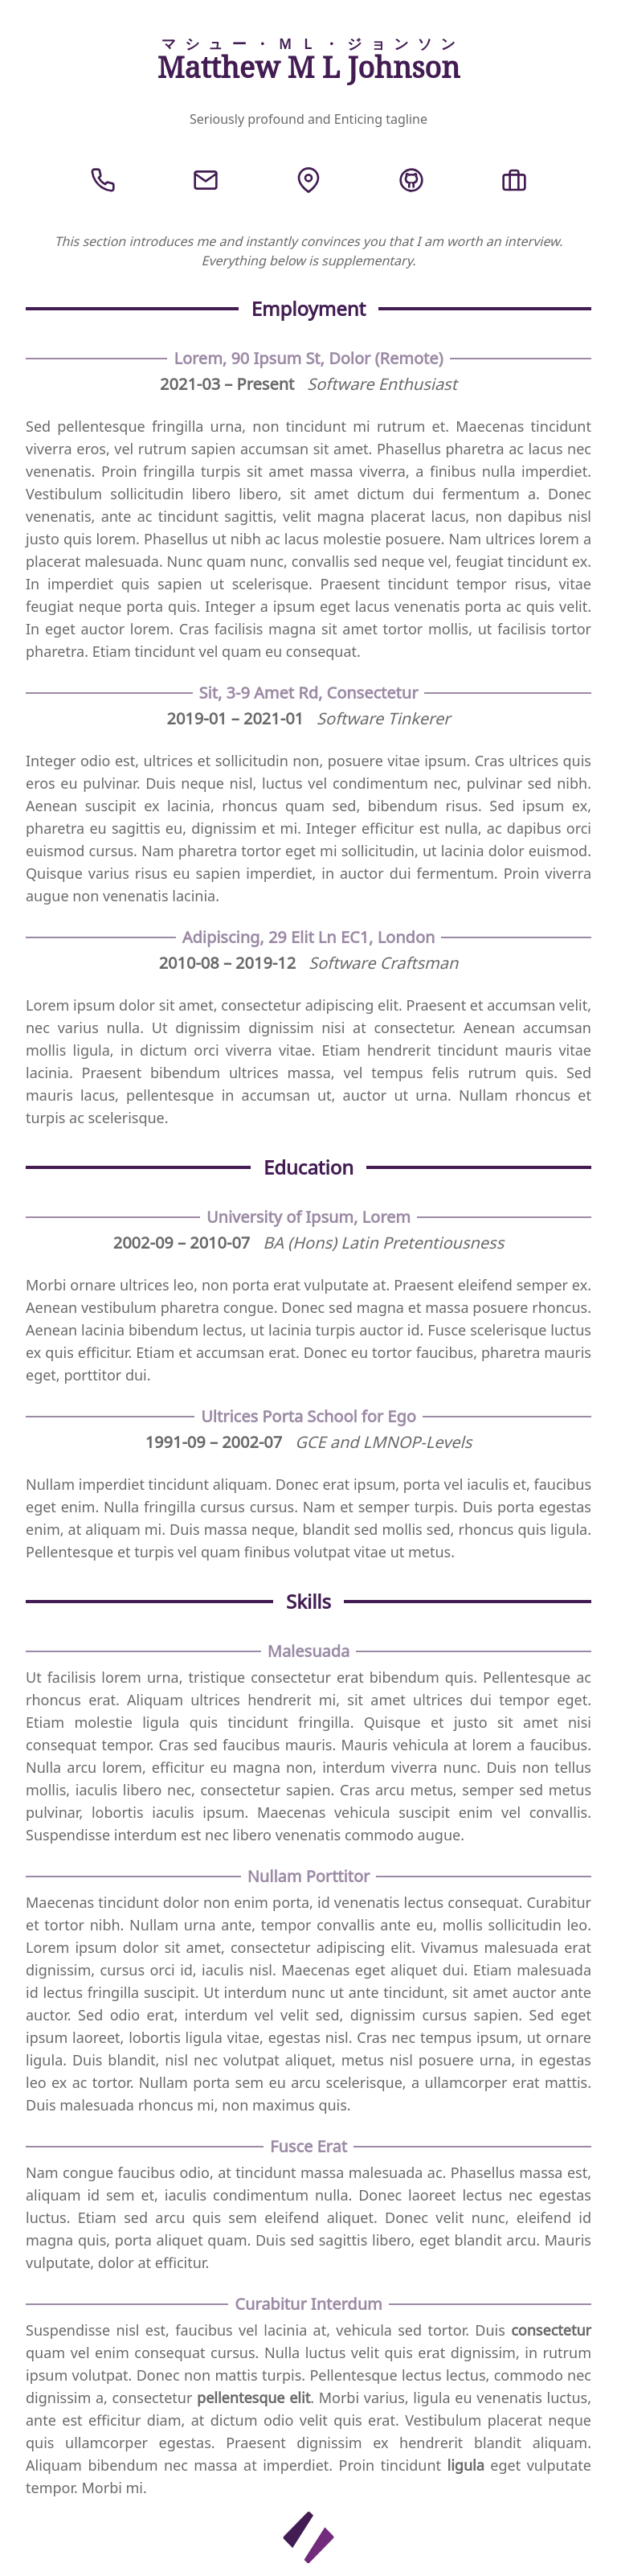 マシュー・ML・ジョンソン
Matthew M L Johnson
Seriously profound and Enticing tagline
This section introduces me and instantly convinces you that I am worth an interview.
Everything below is supplementary.
Employment
Lorem, 90 Ipsum St, Dolor (Remote)
2021-03 – Present Software Enthusiast
Sed pellentesque fringilla urna, non tincidunt mi rutrum et. Maecenas tincidunt
viverra eros, vel rutrum sapien accumsan sit amet. Phasellus pharetra ac lacus nec
venenatis. Proin fringilla turpis sit amet massa viverra, a finibus nulla imperdiet.
Vestibulum sollicitudin libero libero, sit amet dictum dui fermentum a. Donec
venenatis, ante ac tincidunt sagittis, velit magna placerat lacus, non dapibus nisl
justo quis lorem. Phasellus ut nibh ac lacus molestie posuere. Nam ultrices lorem a
placerat malesuada. Nunc quam nunc, convallis sed neque vel, feugiat tincidunt ex.
In imperdiet quis sapien ut scelerisque. Praesent tincidunt tempor risus, vitae
feugiat neque porta quis. Integer a ipsum eget lacus venenatis porta ac quis velit.
In eget auctor lorem. Cras facilisis magna sit amet tortor mollis, ut facilisis tortor
pharetra. Etiam tincidunt vel quam eu consequat.
Sit, 3-9 Amet Rd, Consectetur
2019-01 – 2021-01 Software Tinkerer
Integer odio est, ultrices et sollicitudin non, posuere vitae ipsum. Cras ultrices quis
eros eu pulvinar. Duis neque nisl, luctus vel condimentum nec, pulvinar sed nibh.
Aenean suscipit ex lacinia, rhoncus quam sed, bibendum risus. Sed ipsum ex,
pharetra eu sagittis eu, dignissim et mi. Integer efficitur est nulla, ac dapibus orci
euismod cursus. Nam pharetra tortor eget mi sollicitudin, ut lacinia dolor euismod.
Quisque varius risus eu sapien imperdiet, in auctor dui fermentum. Proin viverra
augue non venenatis lacinia.
Adipiscing, 29 Elit Ln EC1, London
2010-08 – 2019-12 Software Craftsman
Lorem ipsum dolor sit amet, consectetur adipiscing elit. Praesent et accumsan velit,
nec varius nulla. Ut dignissim dignissim nisi at consectetur. Aenean accumsan
mollis ligula, in dictum orci viverra vitae. Etiam hendrerit tincidunt mauris vitae
lacinia. Praesent bibendum ultrices massa, vel tempus felis rutrum quis. Sed
mauris lacus, pellentesque in accumsan ut, auctor ut urna. Nullam rhoncus et
turpis ac scelerisque.
Education
University of Ipsum, Lorem
2002-09 – 2010-07 BA (Hons) Latin Pretentiousness
Morbi ornare ultrices leo, non porta erat vulputate at. Praesent eleifend semper ex.
Aenean vestibulum pharetra congue. Donec sed magna et massa posuere rhoncus.
Aenean lacinia bibendum lectus, ut lacinia turpis auctor id. Fusce scelerisque luctus
ex quis efficitur. Etiam et accumsan erat. Donec eu tortor faucibus, pharetra mauris
eget, porttitor dui.
Ultrices Porta School for Ego
1991-09 – 2002-07 GCE and LMNOP-Levels
Nullam imperdiet tincidunt aliquam. Donec erat ipsum, porta vel iaculis et, faucibus
eget enim. Nulla fringilla cursus cursus. Nam et semper turpis. Duis porta egestas
enim, at aliquam mi. Duis massa neque, blandit sed mollis sed, rhoncus quis ligula.
Pellentesque et turpis vel quam finibus volutpat vitae ut metus.
Skills
Malesuada
Ut facilisis lorem urna, tristique consectetur erat bibendum quis. Pellentesque ac
rhoncus erat. Aliquam ultrices hendrerit mi, sit amet ultrices dui tempor eget.
Etiam molestie ligula quis tincidunt fringilla. Quisque et justo sit amet nisi
consequat tempor. Cras sed faucibus mauris. Mauris vehicula at lorem a faucibus.
Nulla arcu lorem, efficitur eu magna non, interdum viverra nunc. Duis non tellus
mollis, iaculis libero nec, consectetur sapien. Cras arcu metus, semper sed metus
pulvinar, lobortis iaculis ipsum. Maecenas vehicula suscipit enim vel convallis.
Suspendisse interdum est nec libero venenatis commodo augue.
Nullam Porttitor
Maecenas tincidunt dolor non enim porta, id venenatis lectus consequat. Curabitur
et tortor nibh. Nullam urna ante, tempor convallis ante eu, mollis sollicitudin leo.
Lorem ipsum dolor sit amet, consectetur adipiscing elit. Vivamus malesuada erat
dignissim, cursus orci id, iaculis nisl. Maecenas eget aliquet dui. Etiam malesuada
id lectus fringilla suscipit. Ut interdum nunc ut ante tincidunt, sit amet auctor ante
auctor. Sed odio erat, interdum vel velit sed, dignissim cursus sapien. Sed eget
ipsum laoreet, lobortis ligula vitae, egestas nisl. Cras nec tempus ipsum, ut ornare
ligula. Duis blandit, nisl nec volutpat aliquet, metus nisl posuere urna, in egestas
leo ex ac tortor. Nullam porta sem eu arcu scelerisque, a ullamcorper erat mattis.
Duis malesuada rhoncus mi, non maximus quis.
Fusce Erat
Nam congue faucibus odio, at tincidunt massa malesuada ac. Phasellus massa est,
aliquam id sem et, iaculis condimentum nulla. Donec laoreet lectus nec egestas
luctus. Etiam sed arcu quis sem eleifend aliquet. Donec velit nunc, eleifend id
magna quis, porta aliquet quam. Duis sed sagittis libero, eget blandit arcu. Mauris
vulputate, dolor at efficitur.
Curabitur Interdum
Suspendisse nisl est, faucibus vel lacinia at, vehicula sed tortor. Duis consectetur
quam vel enim consequat cursus. Nulla luctus velit quis erat dignissim, in rutrum
ipsum volutpat. Donec non mattis turpis. Pellentesque lectus lectus, commodo nec
dignissim a, consectetur pellentesque elit. Morbi varius, ligula eu venenatis luctus,
ante est efficitur diam, at dictum odio velit quis erat. Vestibulum placerat neque
quis ullamcorper egestas. Praesent dignissim ex hendrerit blandit aliquam.
Aliquam bibendum nec massa at imperdiet. Proin tincidunt ligula eget vulputate
tempor. Morbi mi.